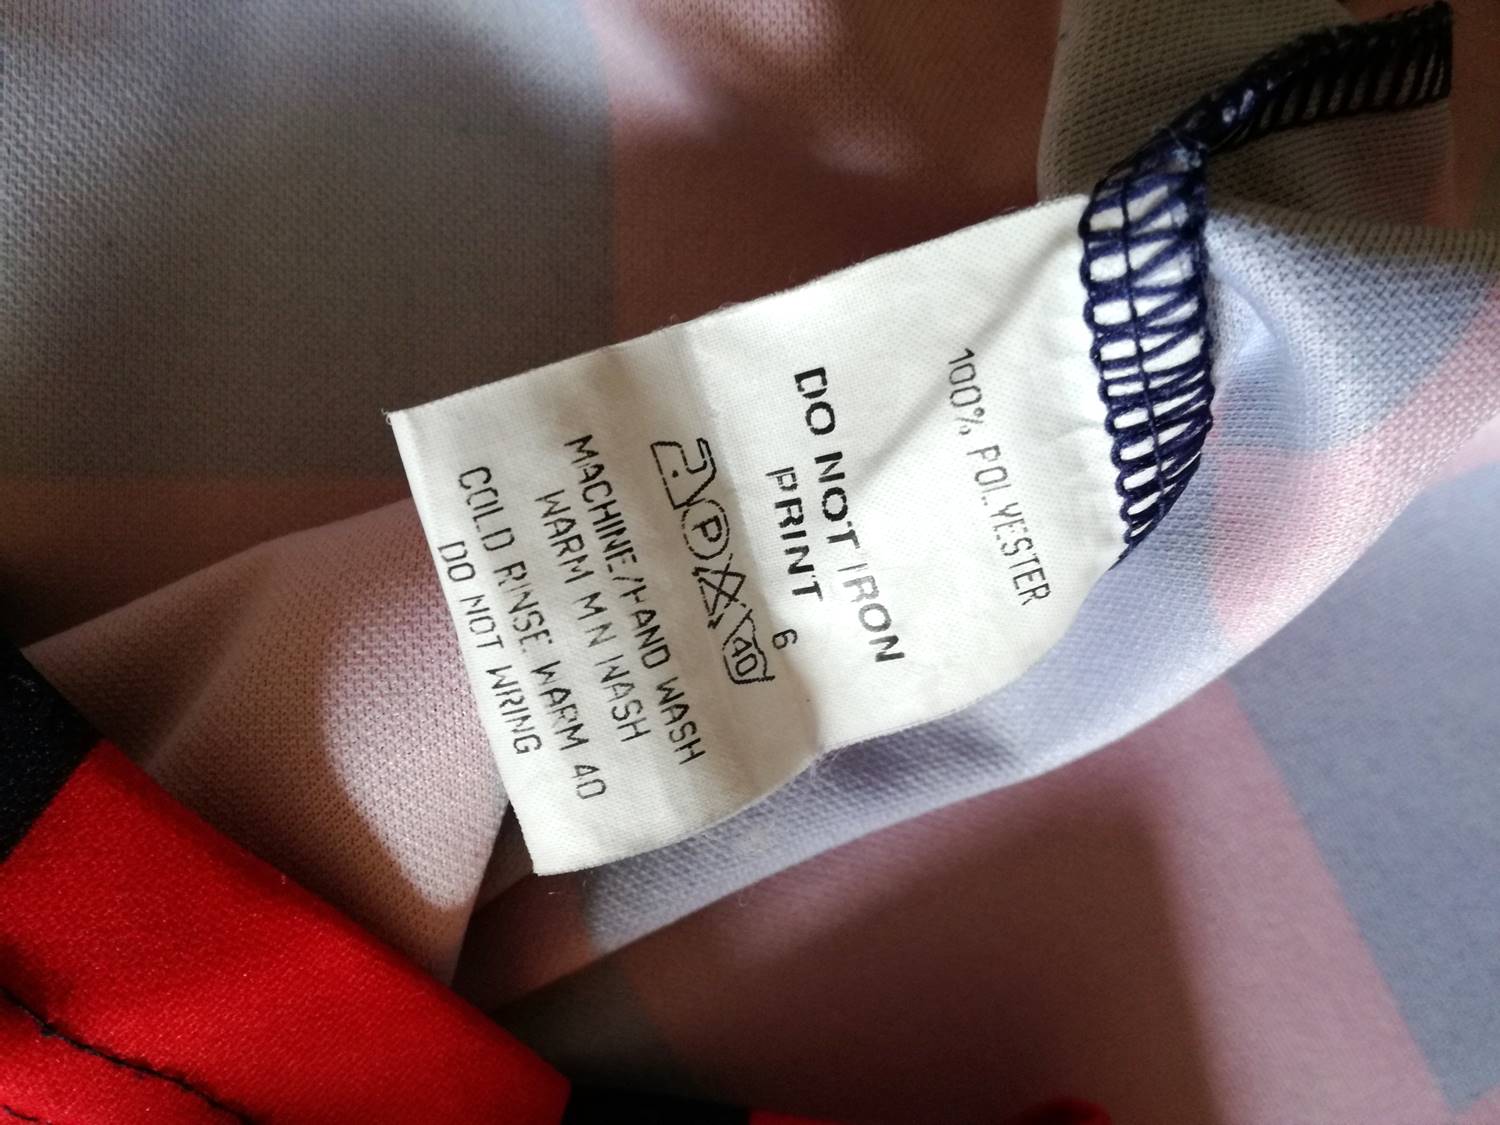 100% POLYESTER
DO NOT IRON
PRINT
6
40 P
MACHINE/HAND WASH
WARM M N WASH
COLD RINSE WARM 40
DO NOT WRING